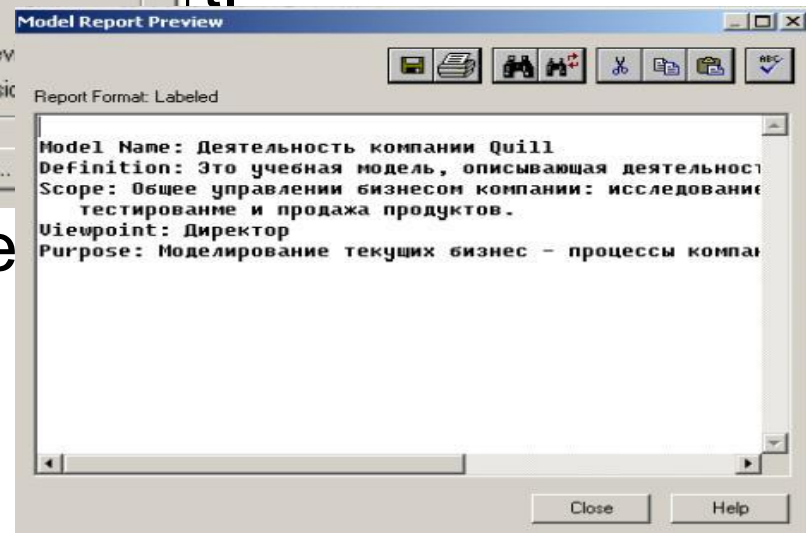 Model Report Preview
ABC
Report Format: Labeled
Model Name: Деятельность компании Quill
Definition: Это учебная модель, описывающая деятельност
Scope: Общее управлении бизнесом компании: исследование
тестированме и продажа продуктов.
Viewpoint: Директор
Purpose: Моделирование текущих бизнес - процессы компан
Close
Help